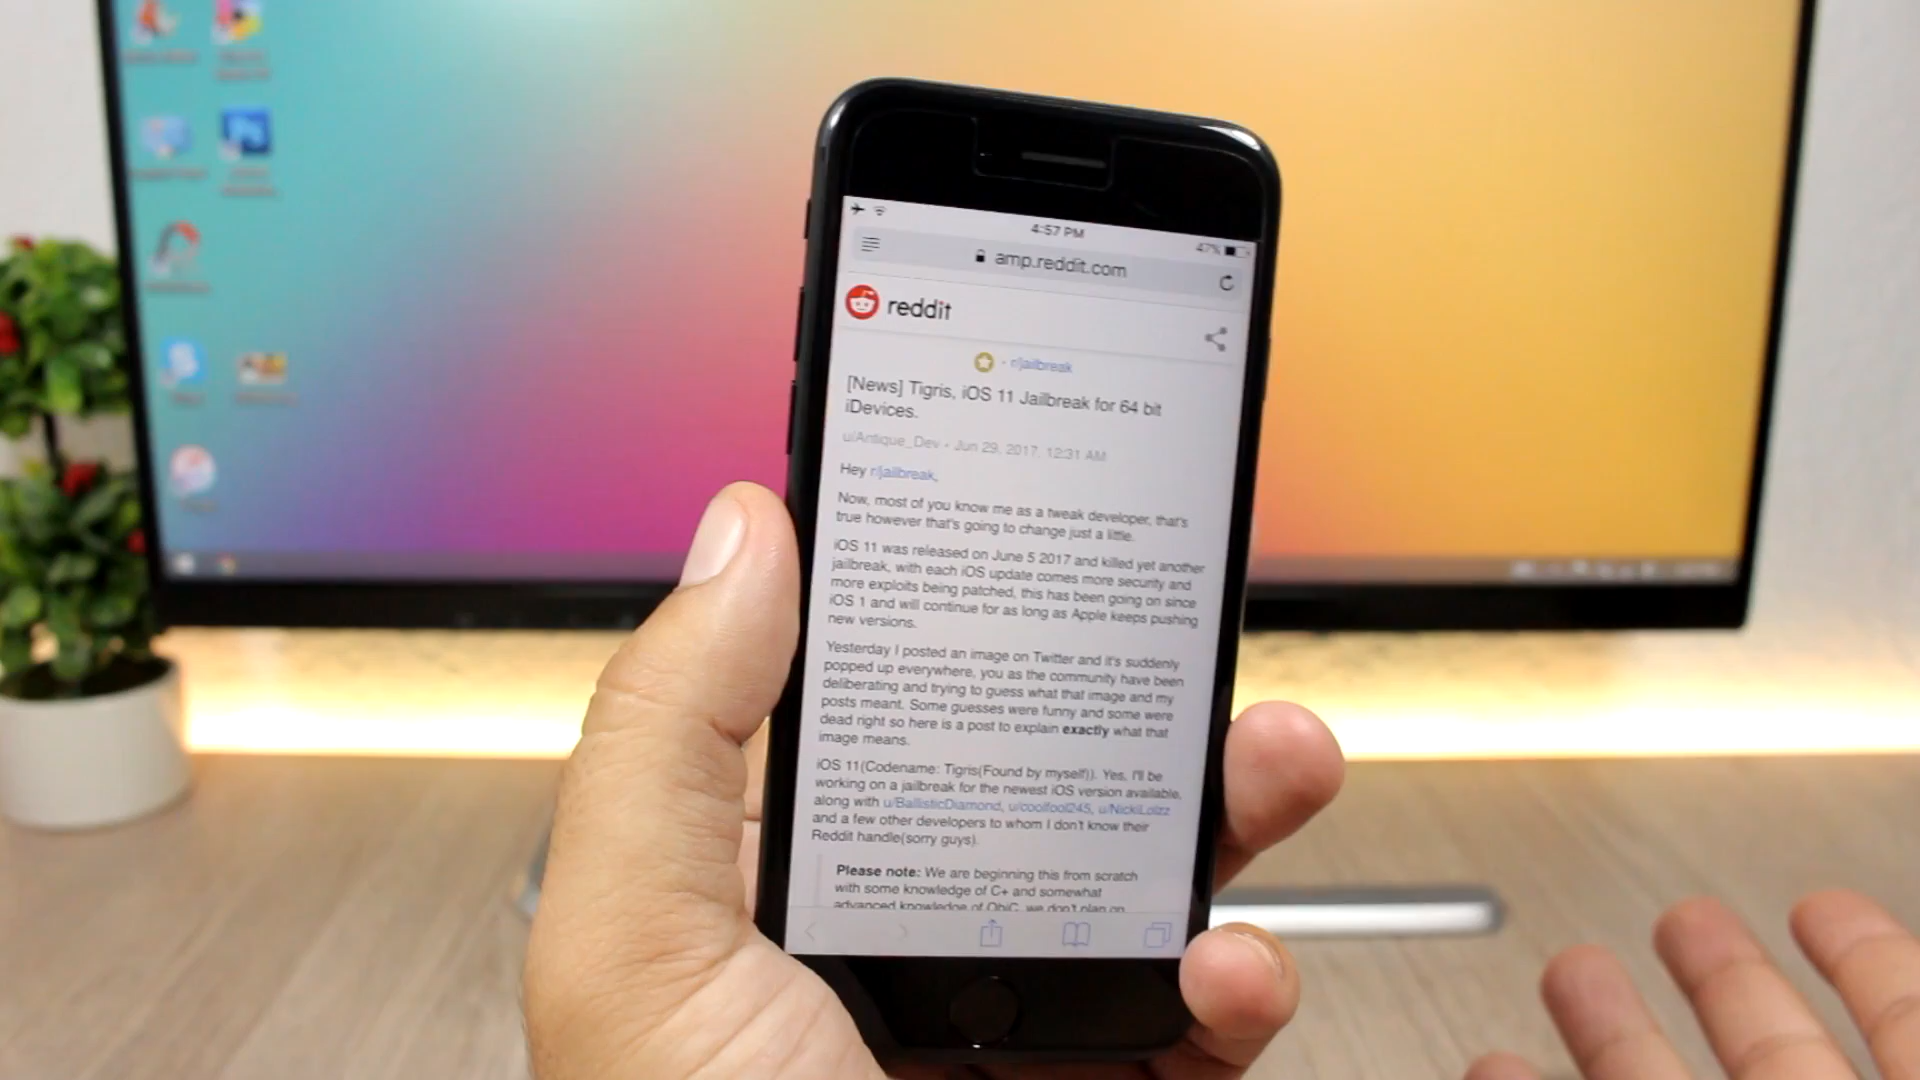 4:57 PM
47%
amp.reddit.com
reddit
• r/jailbreak
[News] Tigris, iOS 11 Jailbreak for 64 bit
iDevices.
u/Antique_Dev • Jun 29, 2017, 12:31 AM
Hey r/jailbreak,
Now, most of you know me as a tweak developer, that's
true however that's going to change just a little.
iOS 11 was released on June 5 2017 and killed yet another
jailbreak, with each iOS update comes more security and
more exploits being patched, this has been going on since
iOS 1 and will continue for as long as Apple keeps pushing
new versions.
Yesterday I posted an image on Twitter and it's suddenly
popped up everywhere, you as the community have been
deliberating and trying to guess what that image and my
posts meant. Some guesses were funny and some were
dead right so here is a post to explain exactly what that
image means.
iOS 11(Codename: Tigris(Found by myself)). Yes, I'll be
working on a jailbreak for the newest iOS version available,
along with u/BallisticDiamond, u/coolfool245, u/NickiLolzz
and a few other developers to whom I don't know their
Reddit handle(sorry guys).
Please note: We are beginning this from scratch
with some knowledge of C+ and somewhat
advanced knowledge of ObjC, we don't plan on
Ps